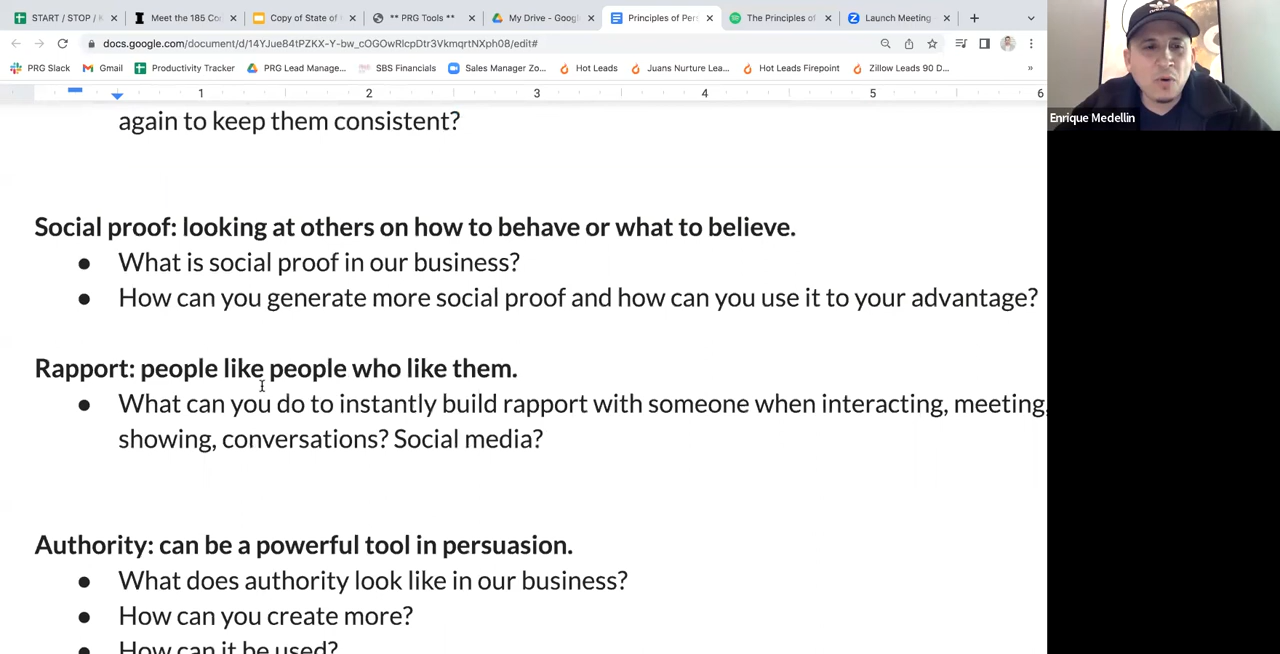 START / STOP / K
Meet the 185 Co
Copy of State of
** PRG Tools **
My Drive - Googl
Principles of Pers
The Principles of
Launch Meeting
docs.google.com/document/d/14YJueB4tPZKX-Y-bw_cOGOwRlcpDtr3VkmqrtNXph08/edit#
PRG Slack
Gmail
Productivity Tracker
PRG Lead Manage...
SBS Financials
Sales Manager Zo...
Hot Leads
Juans Nurture Lea...
Hot Leads Firepoint
Zillow Leads 90 D...
»
1 2 3 4 5 6
again to keep them consistent?
Social proof: looking at others on how to behave or what to believe.
● What is social proof in our business?
● How can you generate more social proof and how can you use it to your advantage?
Rapport: people like people who like them.
● What can you do to instantly build rapport with someone when interacting, meeting,
showing, conversations? Social media?
Authority: can be a powerful tool in persuasion.
● What does authority look like in our business?
● How can you create more?
● How can it be used?
Enrique Medellin